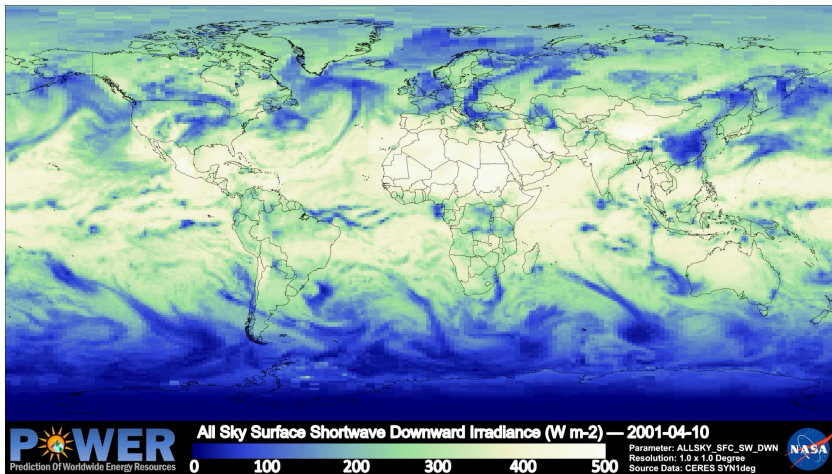 All Sky Surface Shortwave Downward Irradiance (W m-2) — 2001-04-10
POWER
Prediction Of Worldwide Energy Resources
0 100 200 300 400 500
Parameter: ALLSKY_SFC_SW_DWN
Resolution: 1.0 x 1.0 Degree
Source Data: CERES SYN1deg
NASA